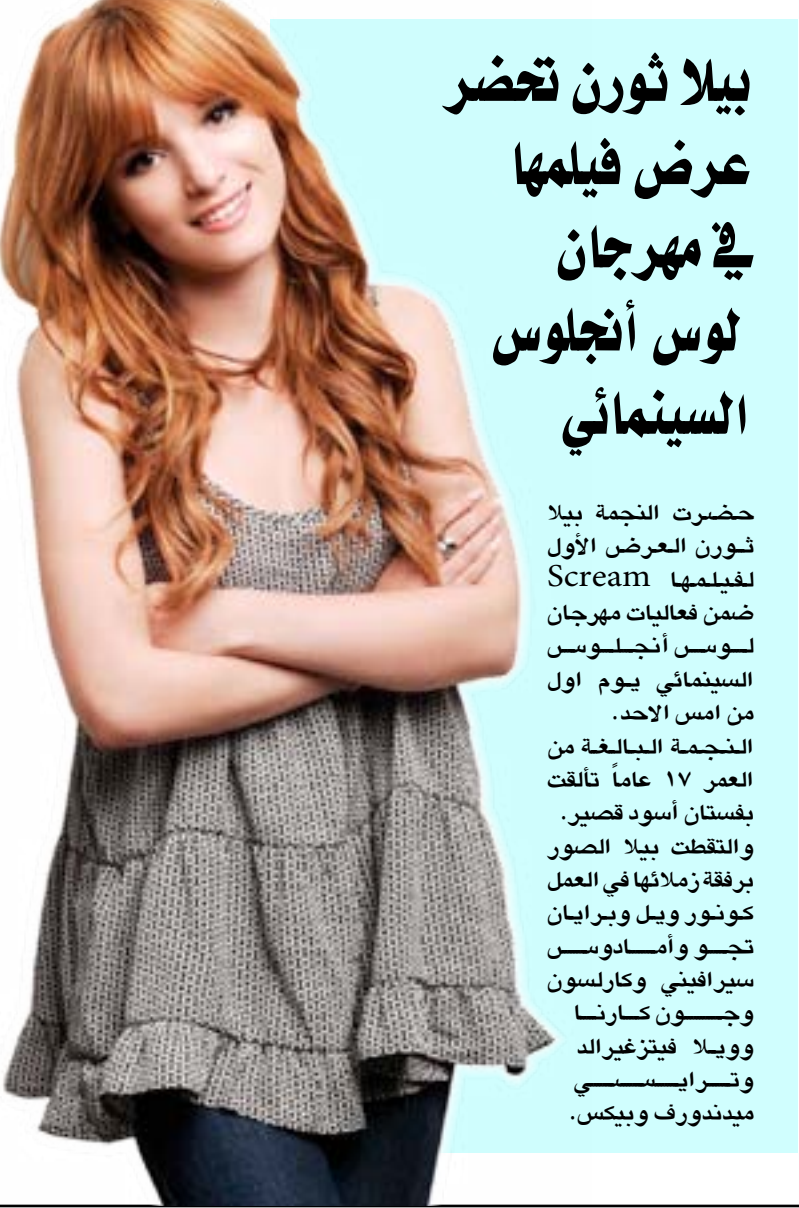 بيلا ثورن تحضر
عرض فيلمها
في مهرجان
لوس أنجلوس
السينمائي
حضرت النجمة بيلا
ثورن العرض الأول
لفيلمها Scream
ضمن فعاليات مهرجان
لوس أنجلوس
السينمائي يوم اول
من امس الاحد.
النجمة البالغة من
العمر ١٧ عاماً تألقت
بفستان أسود قصير.
والتقطت بيلا الصور
برفقة زملائها في العمل
كونور ويل وبرايان
تجو وأمادوس
سيرافيني وكارلسون
وجون كارنا
وويلا فيتزغيرالد
وترايسي
ميدندورف وبيكس.